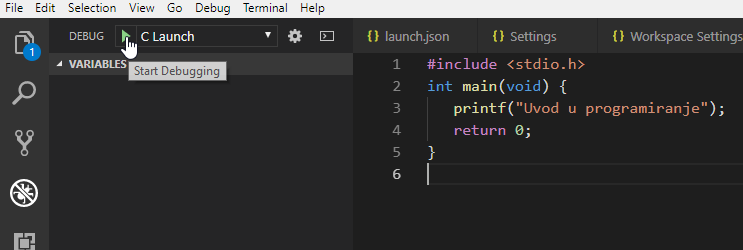 File Edit Selection View Go Debug Terminal Help
1
DEBUG C Launch
VARIABLES
Start Debugging
{} launch.json {} Settings {} Workspace Settings
1 #include <stdio.h>
2 int main(void) {
3 printf("Uvod u programiranje");
4 return 0;
5 }
6